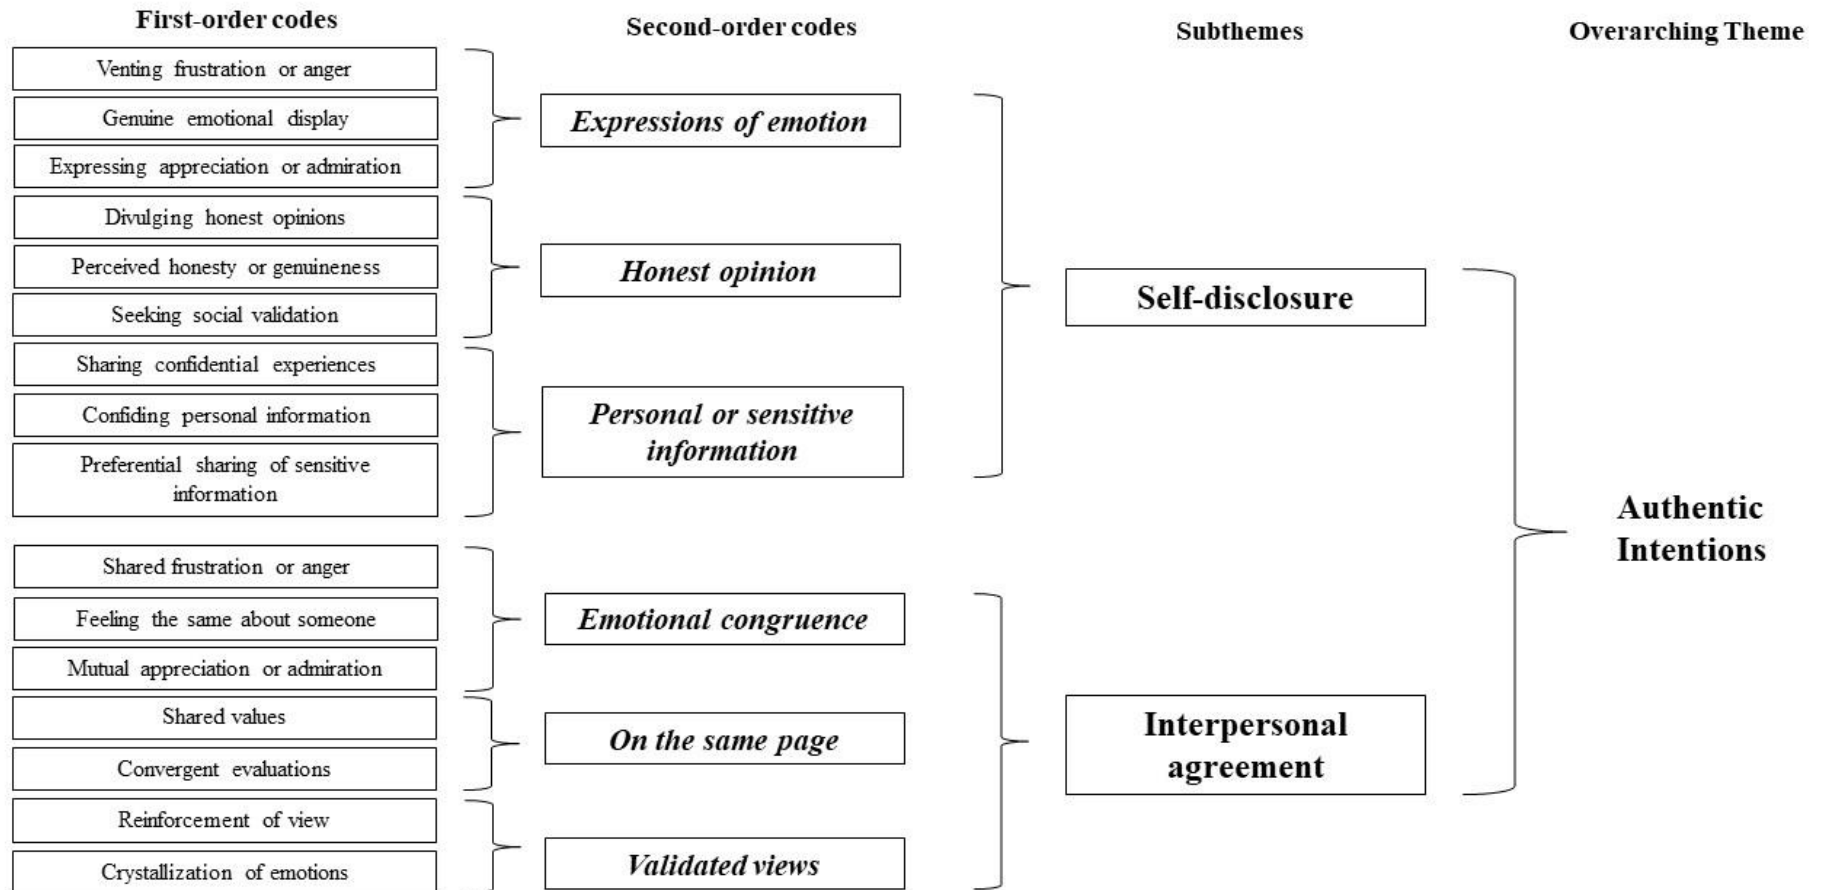 First-order codes
Second-order codes
Subthemes
Overarching Theme
Venting frustration or anger
Genuine emotional display
Expressing appreciation or admiration
Expressions of emotion
Divulging honest opinions
Perceived honesty or genuineness
Seeking social validation
Honest opinion
Sharing confidential experiences
Confiding personal information
Preferential sharing of sensitive
information
Personal or sensitive
information
Self-disclosure
Shared frustration or anger
Feeling the same about someone
Mutual appreciation or admiration
Emotional congruence
Shared values
Convergent evaluations
On the same page
Reinforcement of view
Crystallization of emotions
Validated views
Interpersonal
agreement
Authentic
Intentions